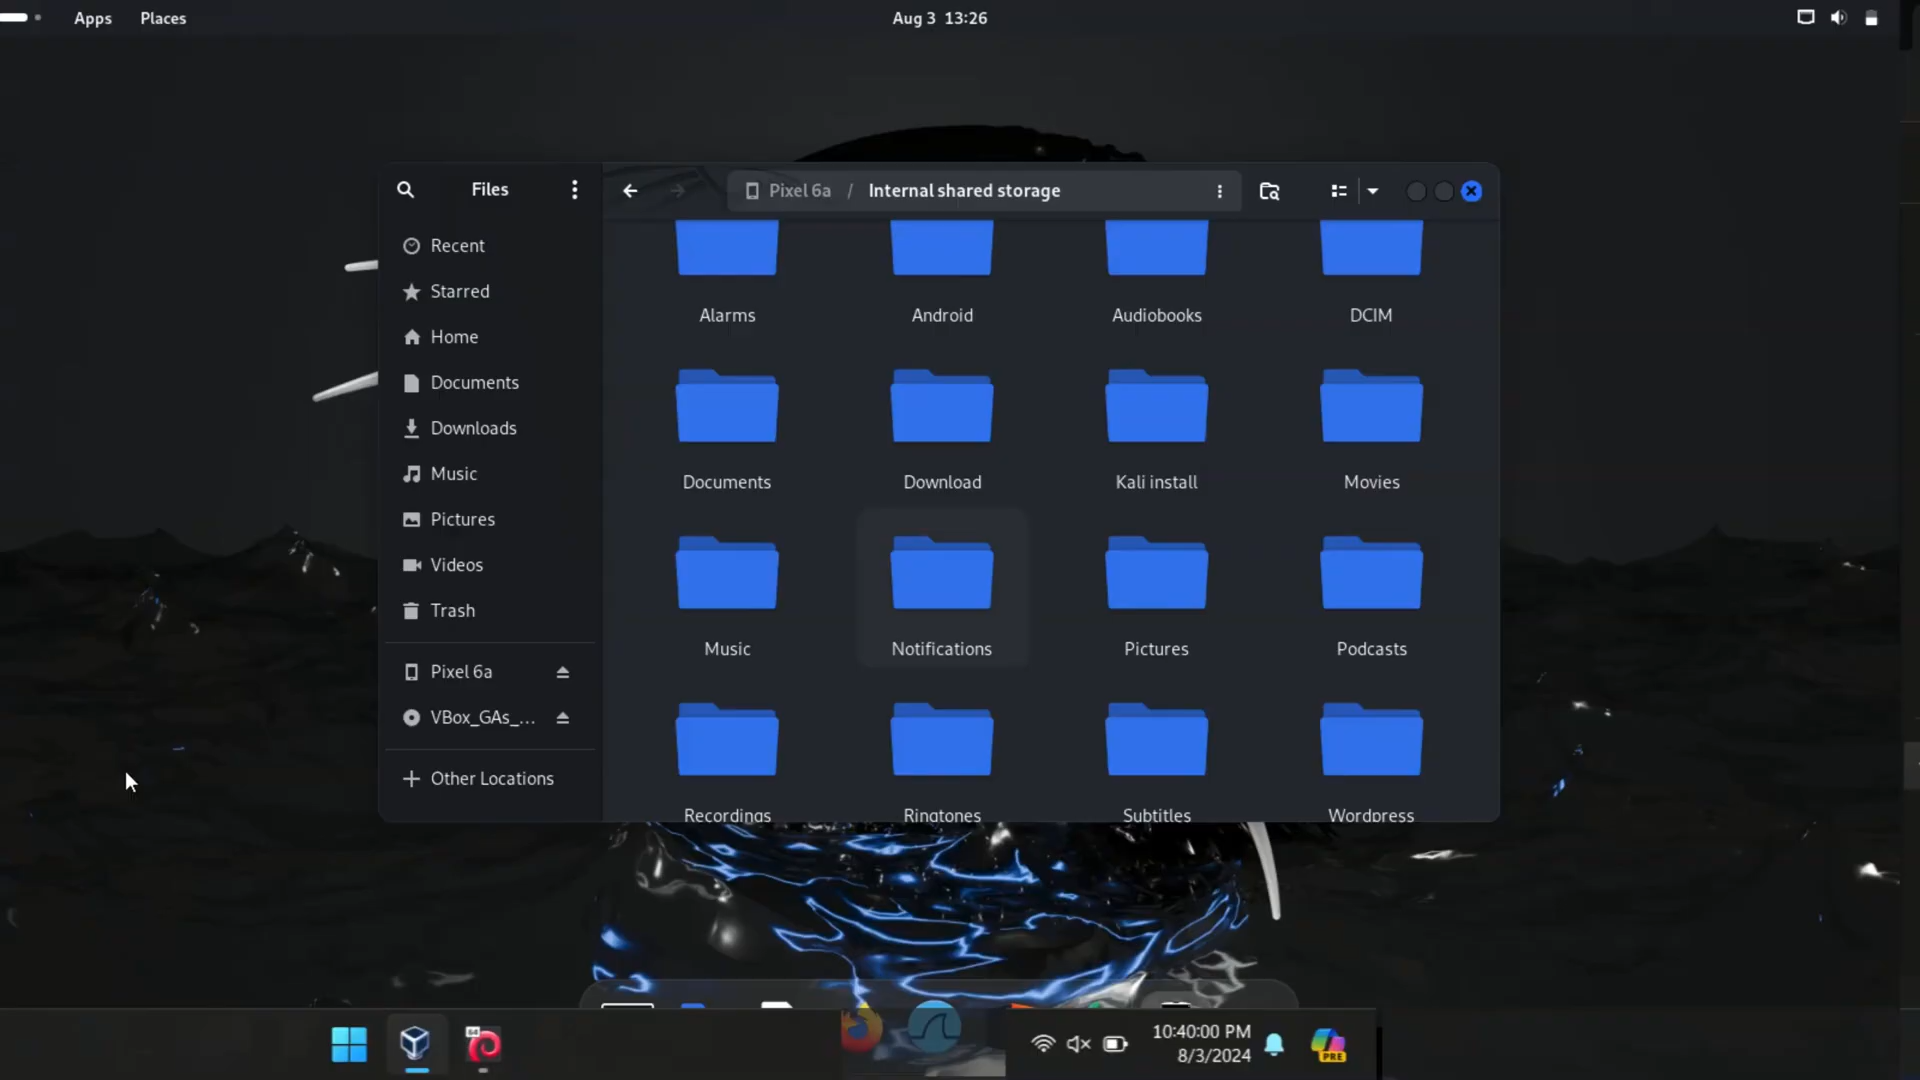 Apps Places Aug 3 13:26
Files
Recent
Starred
Home
Documents
Downloads
Music
Pictures
Videos
Trash
Pixel 6a
VBox_GAs_...
Other Locations
Pixel 6a / Internal shared storage
Alarms Android Audiobooks DCIM
Documents Download Kali install Movies
Music Notifications Pictures Podcasts
Recordings Ringtones Subtitles Wordpress
64
10:40:00 PM
8/3/2024
PRE